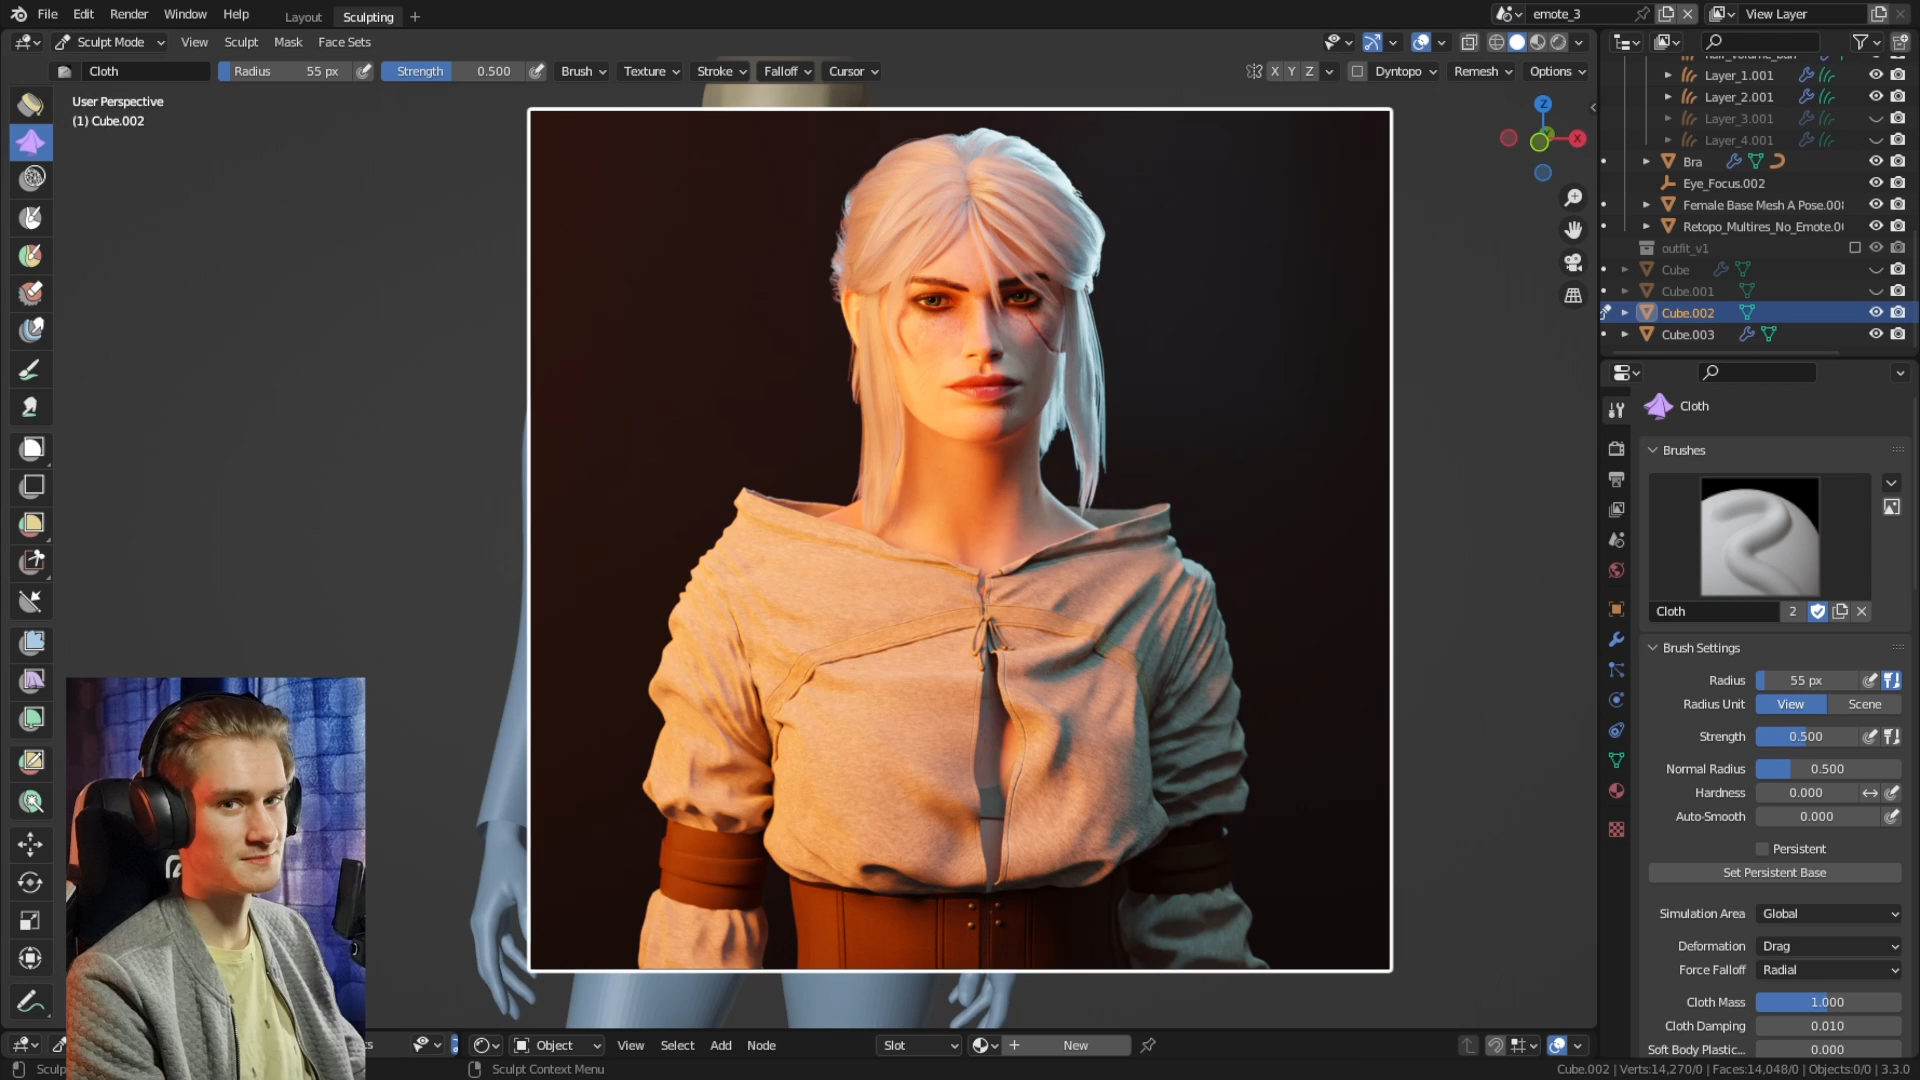 File Edit Render Window Help Layout Sculpting + emote_3 View Layer
Sculpt Mode View Sculpt Mask Face Sets
Cloth Radius 55 px Strength 0.500 Brush Texture Stroke Falloff Cursor X Y Z Dyntopo Remesh Options
User Perspective
(1) Cube.002
Z
X
Layer_1.001
Layer_2.001
Layer_3.001
Layer_4.001
Bra
Eye_Focus.002
Female Base Mesh A Pose.008
Retopo_Multires_No_Emote.0
outfit_v1
Cube
Cube.001
Cube.002
Cube.003
Cloth
Brushes
Cloth 2
Brush Settings
Radius 55 px
Radius Unit View Scene
Strength 0.500
Normal Radius 0.500
Hardness 0.000
Auto-Smooth 0.000
Persistent
Set Persistent Base
Simulation Area Global
Deformation Drag
Force Falloff Radial
Cloth Mass 1.000
Cloth Damping 0.010
Soft Body Plastic... 0.000
Object View Select Add Node Slot New
Sculp Sculpt Context Menu Cube.002 | Verts:14,270/0 | Faces:14,048/0 | Objects:0/0 | 3.3.0